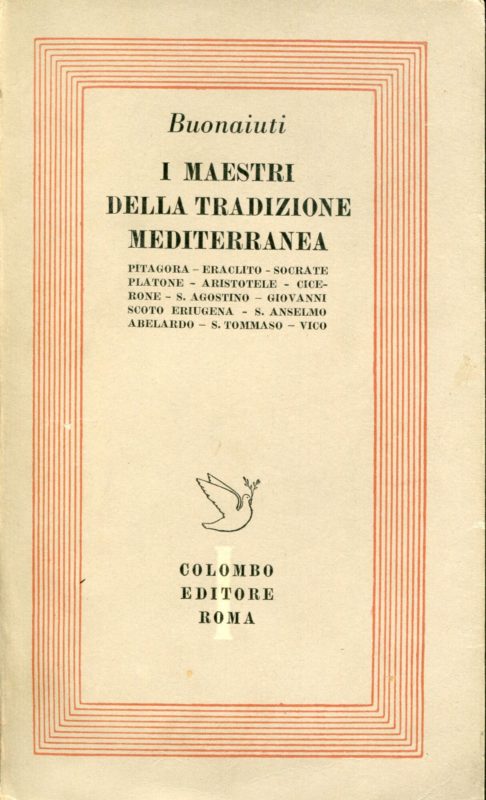 Buonaiuti
I MAESTRI
DELLA TRADIZIONE
MEDITERRANEA
PITAGORA – ERACLITO – SOCRATE
PLATONE – ARISTOTELE – CICE-
RONE – S. AGOSTINO – GIOVANNI
SCOTO ERIUGENA – S. ANSELMO
ABELARDO – S. TOMMASO – VICO
I
COLOMBO
EDITORE
ROMA